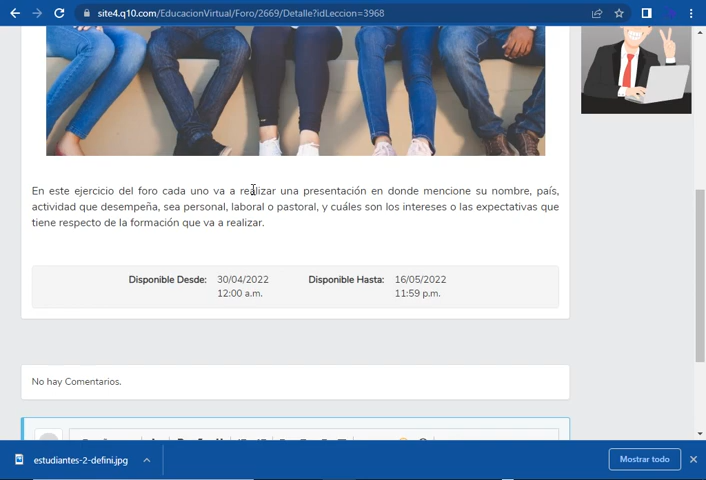 site4.q10.com/EducacionVirtual/Foro/2669/Detalle?idLeccion=3968
En este ejercicio del foro cada uno va a realizar una presentación en donde mencione su nombre, país,
actividad que desempeña, sea personal, laboral o pastoral, y cuáles son los intereses o las expectativas que
tiene respecto de la formación que va a realizar.
Disponible Desde: 30/04/2022 Disponible Hasta: 16/05/2022
12:00 a.m. 11:59 p.m.
No hay Comentarios.
estudiantes-2-defini.jpg Mostrar todo